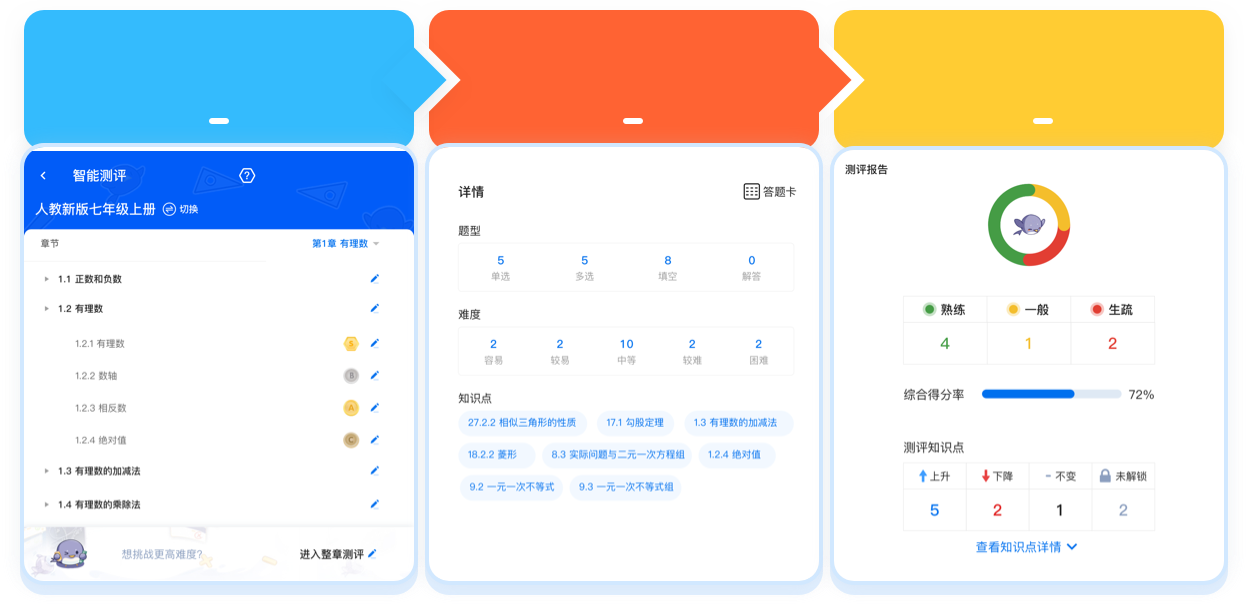 智能测评
?
人教新版七年级上册 切换
章节 第1章 有理数
1.1 正数和负数
1.2 有理数
1.2.1 有理数 S
1.2.2 数轴 B
1.2.3 相反数 A
1.2.4 绝对值 C
1.3 有理数的加减法
1.4 有理数的乘除法
想挑战更高难度? 进入整章测评
详情 答题卡
题型
5 5 8 0
单选 多选 填空 解答
难度
2 2 10 2 2
容易 较易 中等 较难 困难
知识点
27.2.2 相似三角形的性质 17.1 勾股定理 1.3 有理数的加减法
18.2.2 菱形 8.3 实际问题与二元一次方程组 1.2.4 绝对值
9.2 一元一次不等式 9.3 一元一次不等式组
测评报告
熟练 一般 生疏
4 1 2
综合得分率 72%
测评知识点
上升 下降 不变 未解锁
5 2 1 2
查看知识点详情